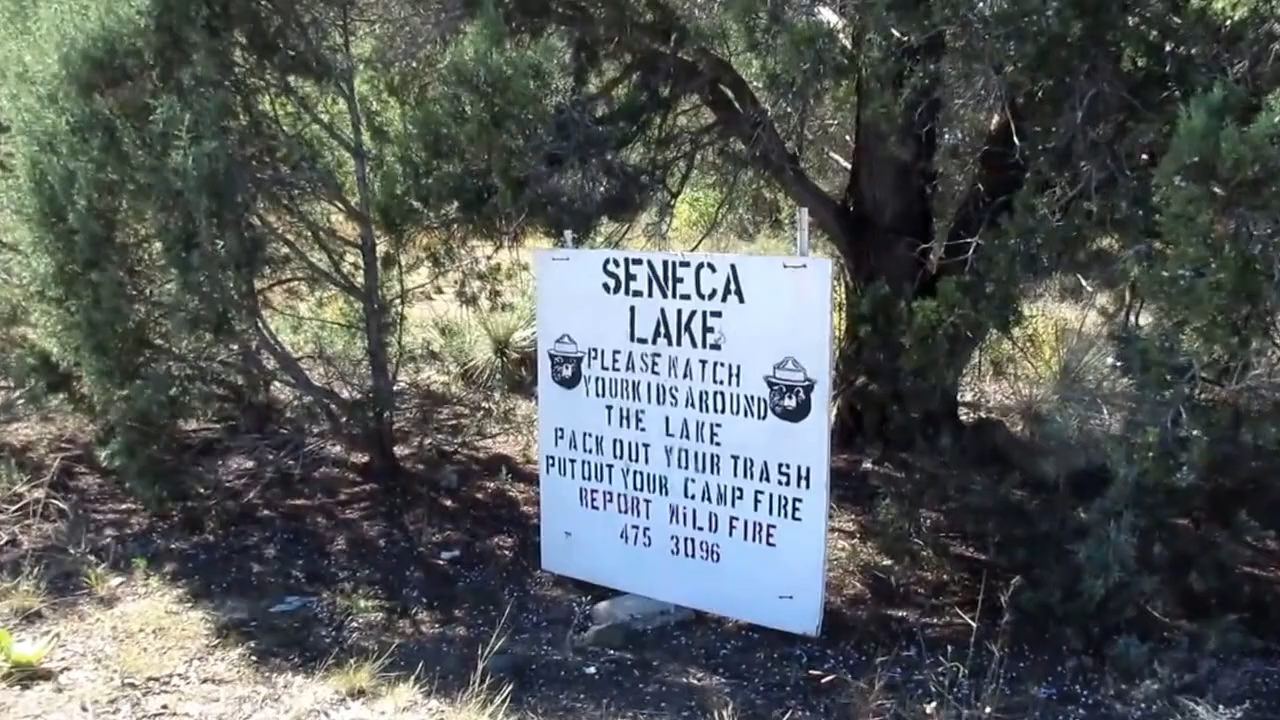 SENECA
LAKE
PLEASE WATCH
YOUR KIDS AROUND
THE LAKE
PACK OUT YOUR TRASH
PUT OUT YOUR CAMP FIRE
REPORT WiLD FIRE
475 3096